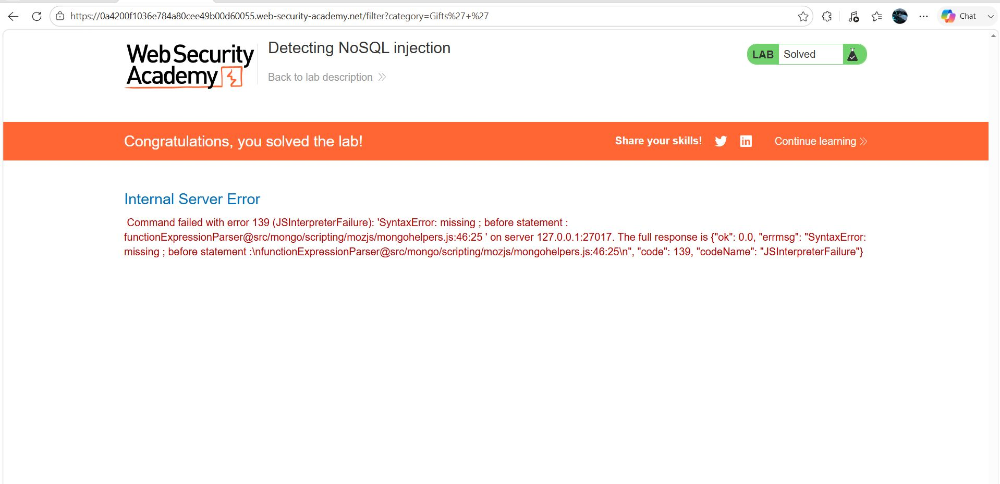 https://0a4200f1036e784a80cee49b00d60055.web-security-academy.net/filter?category=Gifts%27+%27
Chat
Web Security
Academy
Detecting NoSQL injection
Back to lab description
LAB Solved
Congratulations, you solved the lab!
Share your skills!
in
Continue learning
Internal Server Error
Command failed with error 139 (JSInterpreterFailure): 'SyntaxError: missing ; before statement :
functionExpressionParser@src/mongo/scripting/mozjs/mongohelpers.js:46:25 ' on server 127.0.0.1:27017. The full response is {"ok": 0.0, "errmsg": "SyntaxError:
missing ; before statement :\nfunctionExpressionParser@src/mongo/scripting/mozjs/mongohelpers.js:46:25\n", "code": 139, "codeName": "JSInterpreterFailure"}